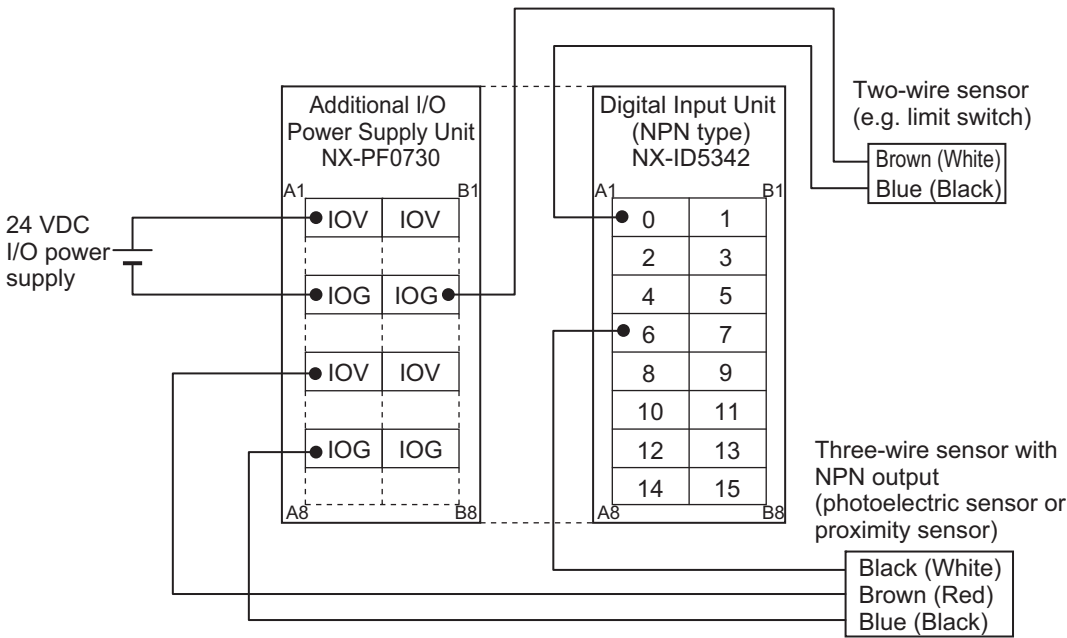 Additional I/O
Power Supply Unit
NX-PF0730
A1
B1
IOV IOV
IOG IOG
IOV IOV
IOG IOG
A8
B8
24 VDC
I/O power
supply
Digital Input Unit
(NPN type)
NX-ID5342
A1
B1
0 1
2 3
4 5
6 7
8 9
10 11
12 13
14 15
A8
B8
Two-wire sensor
(e.g. limit switch)
Brown (White)
Blue (Black)
Three-wire sensor with
NPN output
(photoelectric sensor or
proximity sensor)
Black (White)
Brown (Red)
Blue (Black)